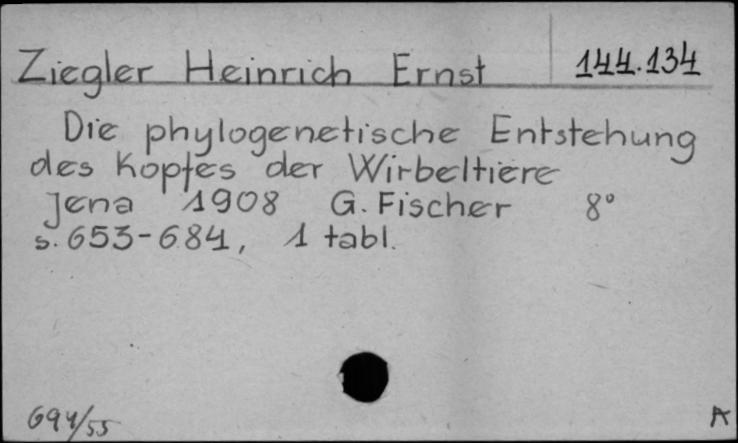 Ziegler Heinrich Ernst 144.134
Die phylogenetische Entstehung
des Kopfes der Wirbeltiere
Jena 1908 G. Fischer 8°
s. 653-684, 1 tabl.
694/55 A